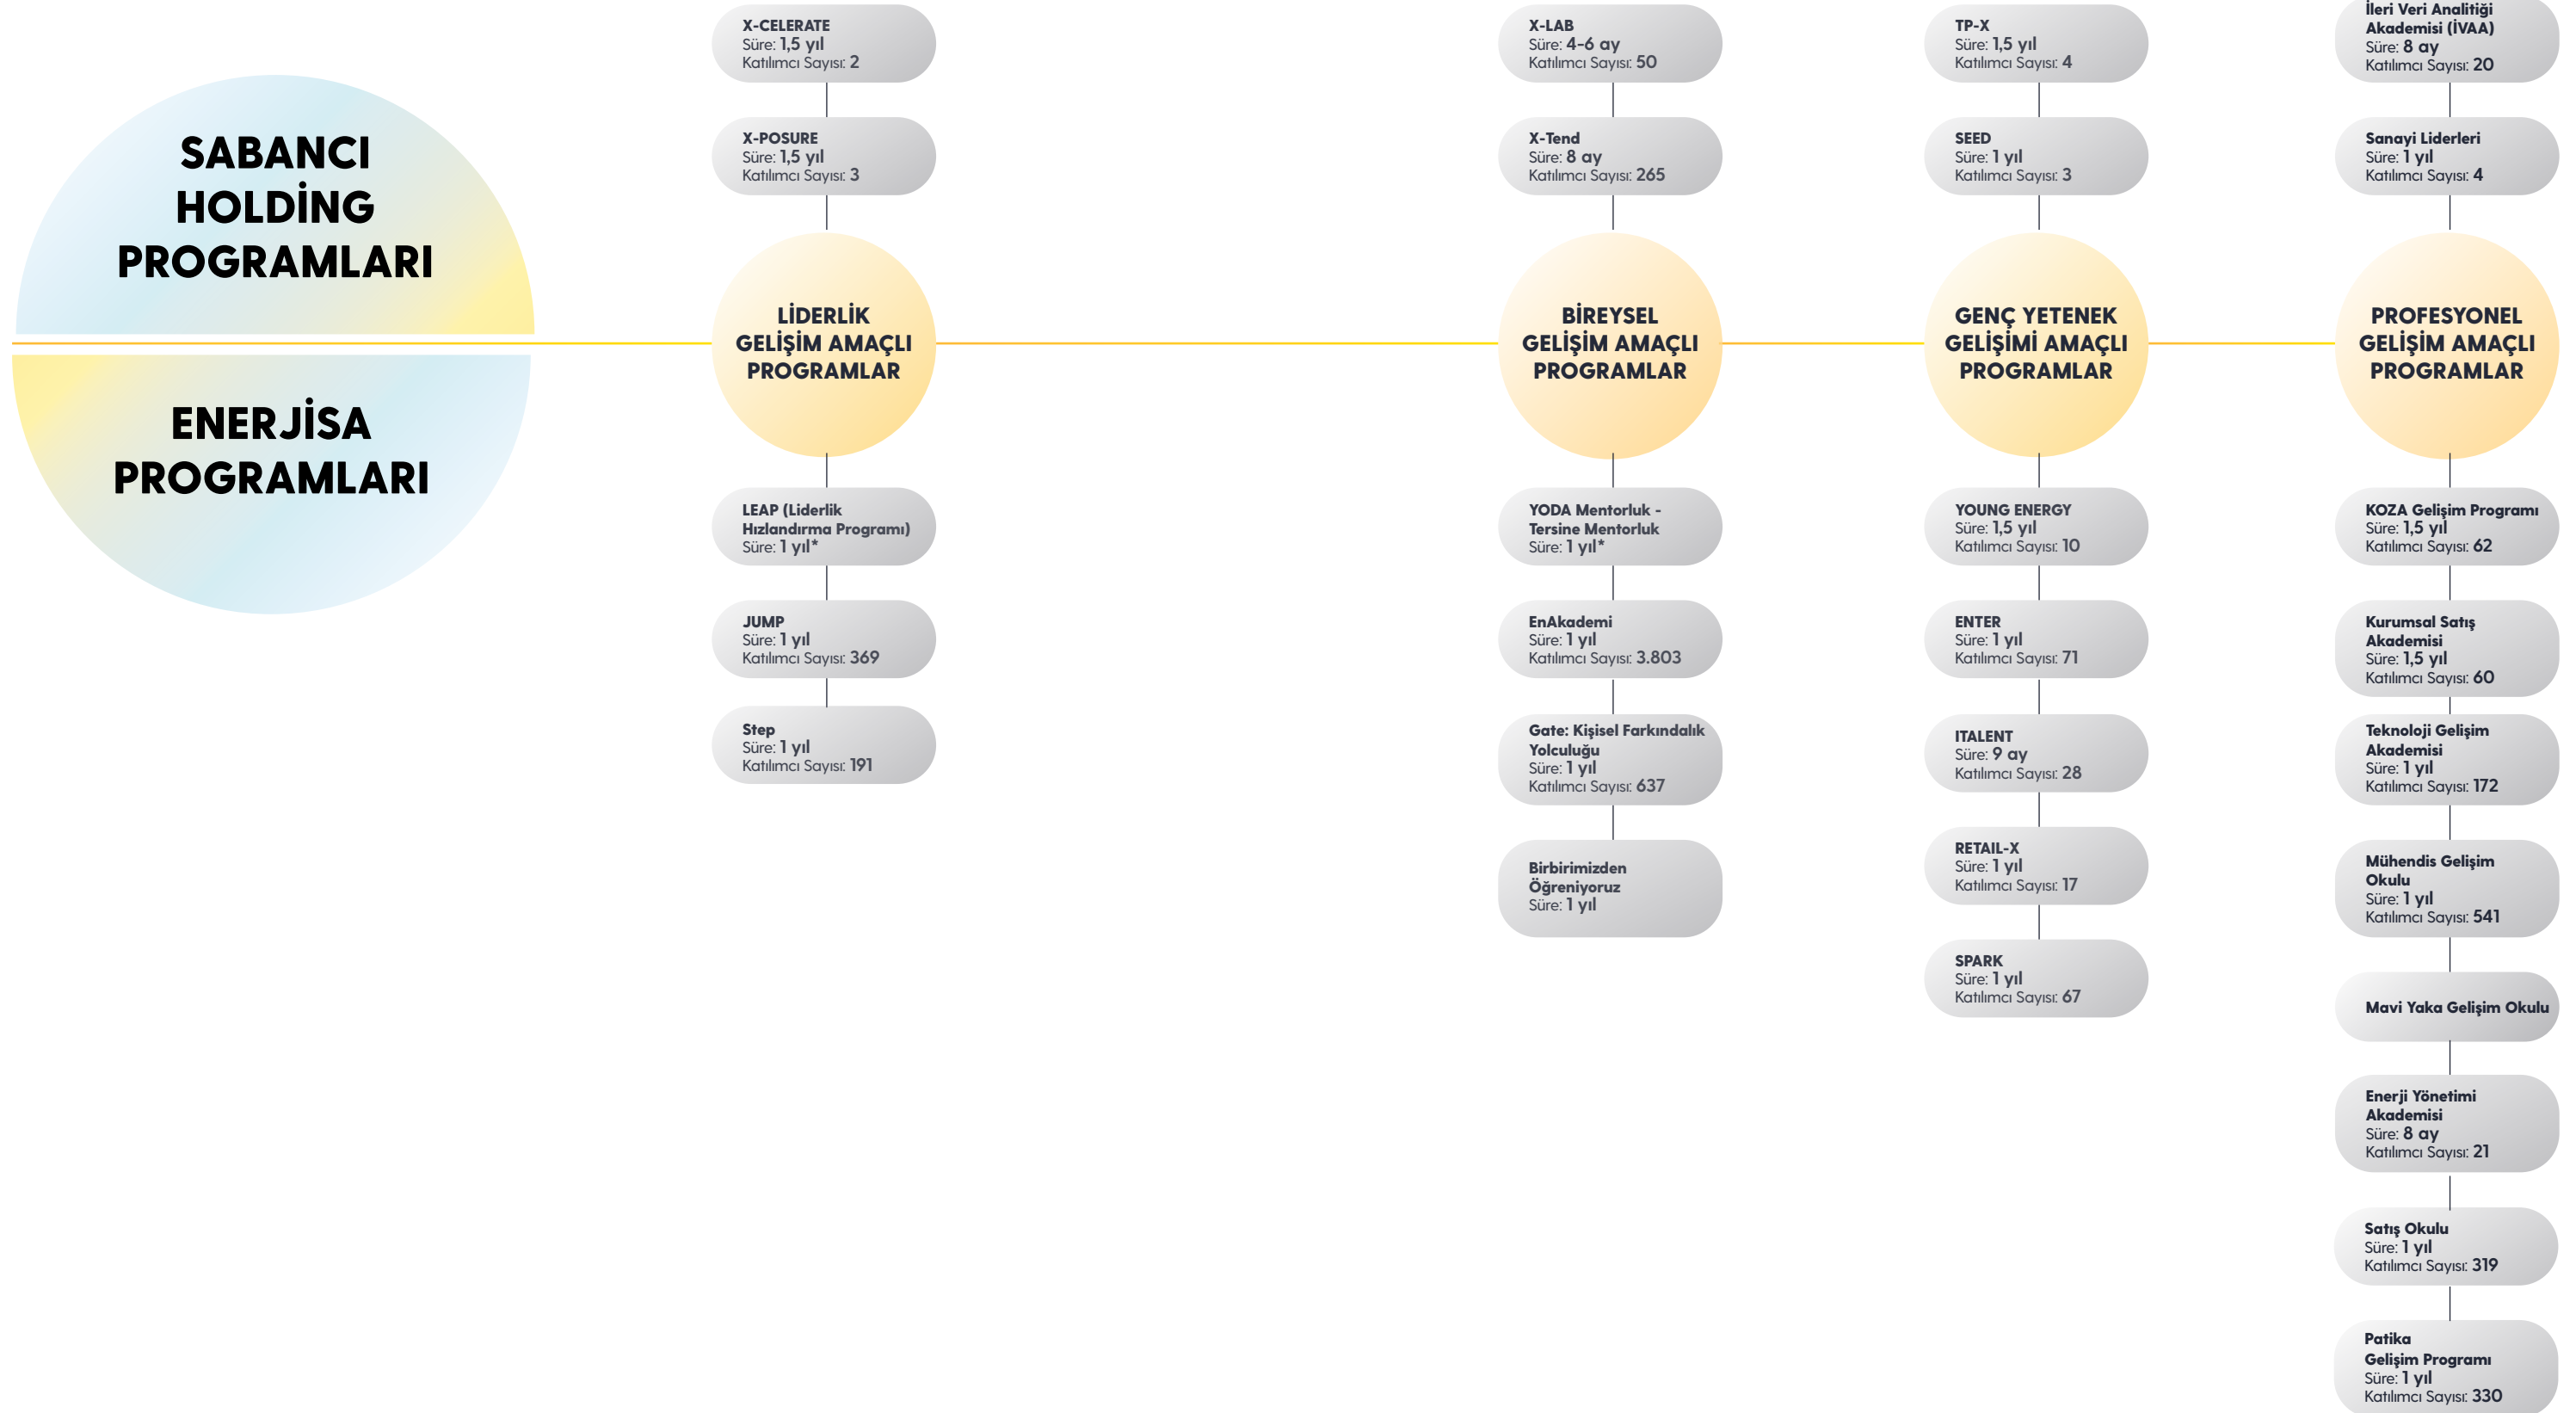 SABANCI
HOLDİNG
PROGRAMLARI
ENERJİSA
PROGRAMLARI
X-CELERATE
Süre: 1,5 yıl
Katılımcı Sayısı: 2
X-POSURE
Süre: 1,5 yıl
Katılımcı Sayısı: 3
LİDERLİK
GELİŞİM AMAÇLI
PROGRAMLAR
LEAP (Liderlik
Hızlandırma Programı)
Süre: 1 yıl*
JUMP
Süre: 1 yıl
Katılımcı Sayısı: 369
Step
Süre: 1 yıl
Katılımcı Sayısı: 191
X-LAB
Süre: 4-6 ay
Katılımcı Sayısı: 50
X-Tend
Süre: 8 ay
Katılımcı Sayısı: 265
BİREYSEL
GELİŞİM AMAÇLI
PROGRAMLAR
YODA Mentorluk -
Tersine Mentorluk
Süre: 1 yıl*
EnAkademi
Süre: 1 yıl
Katılımcı Sayısı: 3.803
Gate: Kişisel Farkındalık
Yolculuğu
Süre: 1 yıl
Katılımcı Sayısı: 637
Birbirimizden
Öğreniyoruz
Süre: 1 yıl
TP-X
Süre: 1,5 yıl
Katılımcı Sayısı: 4
SEED
Süre: 1 yıl
Katılımcı Sayısı: 3
GENÇ YETENEK
GELİŞİMİ AMAÇLI
PROGRAMLAR
YOUNG ENERGY
Süre: 1,5 yıl
Katılımcı Sayısı: 10
ENTER
Süre: 1 yıl
Katılımcı Sayısı: 71
ITALENT
Süre: 9 ay
Katılımcı Sayısı: 28
RETAIL-X
Süre: 1 yıl
Katılımcı Sayısı: 17
SPARK
Süre: 1 yıl
Katılımcı Sayısı: 67
İleri Veri Analitiği
Akademisi (İVAA)
Süre: 8 ay
Katılımcı Sayısı: 20
Sanayi Liderleri
Süre: 1 yıl
Katılımcı Sayısı: 4
PROFESYONEL
GELİŞİM AMAÇLI
PROGRAMLAR
KOZA Gelişim Programı
Süre: 1,5 yıl
Katılımcı Sayısı: 62
Kurumsal Satış
Akademisi
Süre: 1,5 yıl
Katılımcı Sayısı: 60
Teknoloji Gelişim
Akademisi
Süre: 1 yıl
Katılımcı Sayısı: 172
Mühendis Gelişim
Okulu
Süre: 1 yıl
Katılımcı Sayısı: 541
Mavi Yaka Gelişim Okulu
Enerji Yönetimi
Akademisi
Süre: 8 ay
Katılımcı Sayısı: 21
Satış Okulu
Süre: 1 yıl
Katılımcı Sayısı: 319
Patika
Gelişim Programı
Süre: 1 yıl
Katılımcı Sayısı: 330